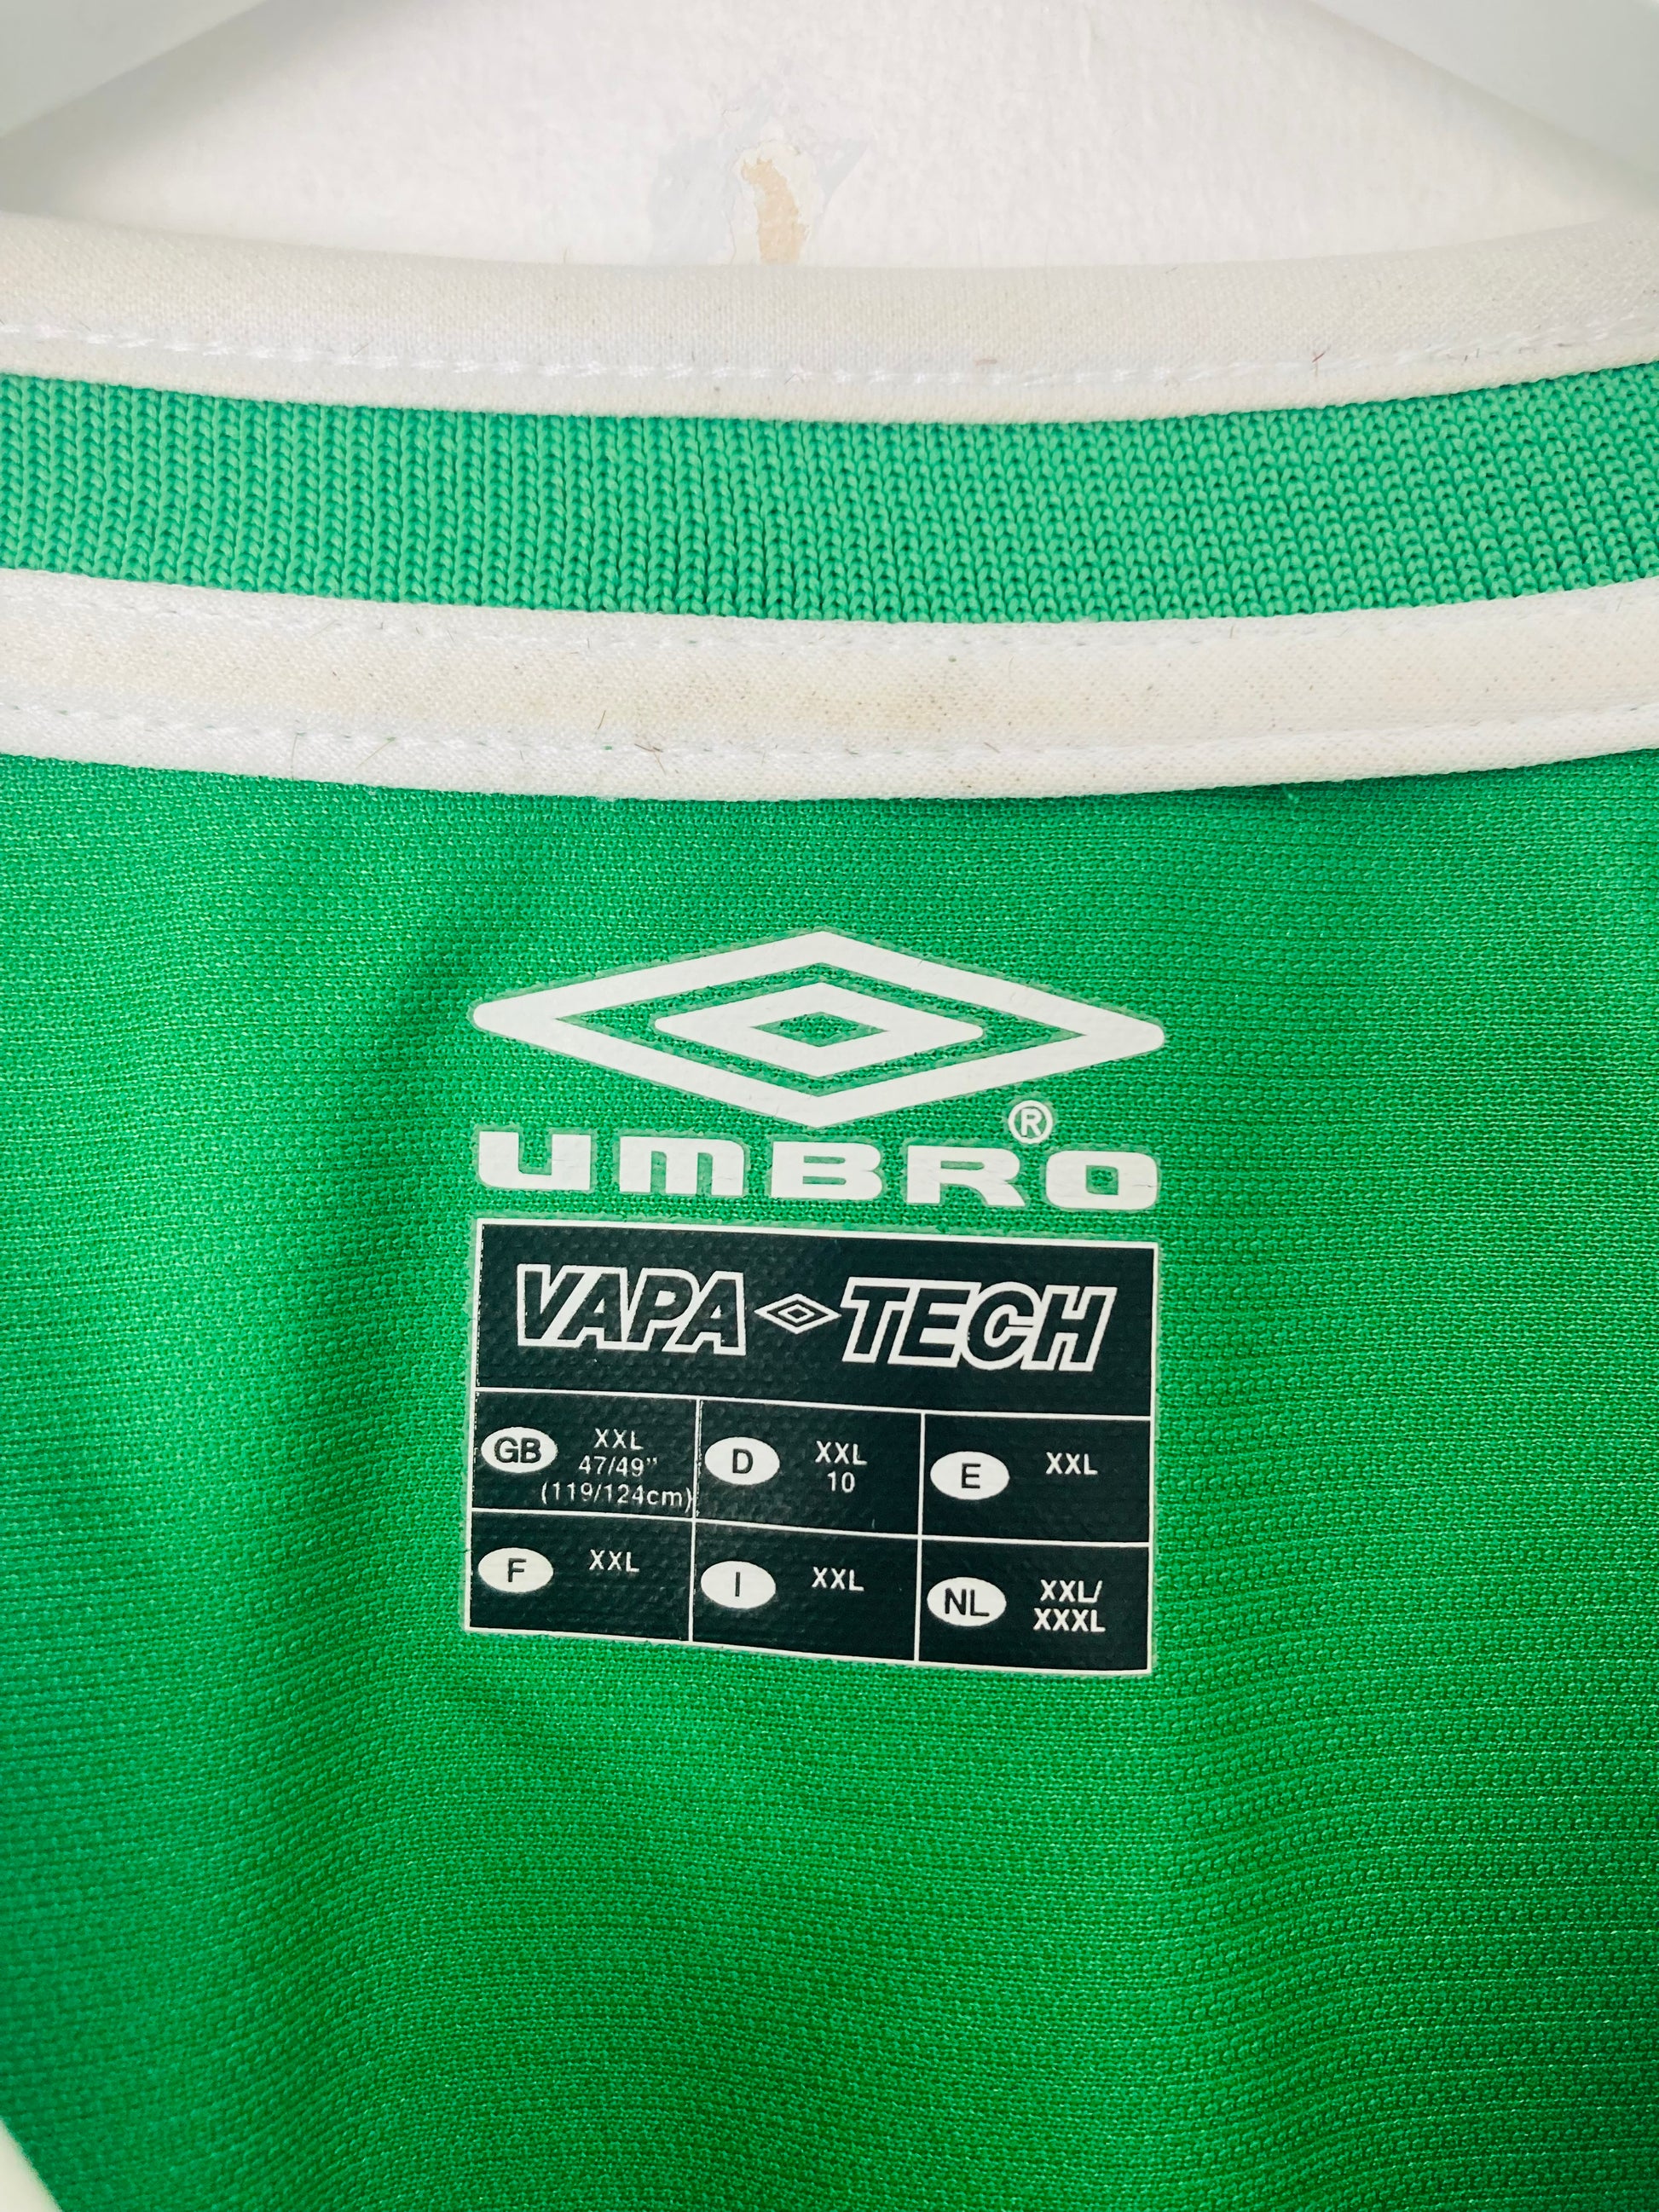 ®
UMBRO
VAPA TECH
GB XXL
47/49"
(119/124cm)
D XXL
10
E XXL
F XXL
I XXL
NL XXL/
XXXL